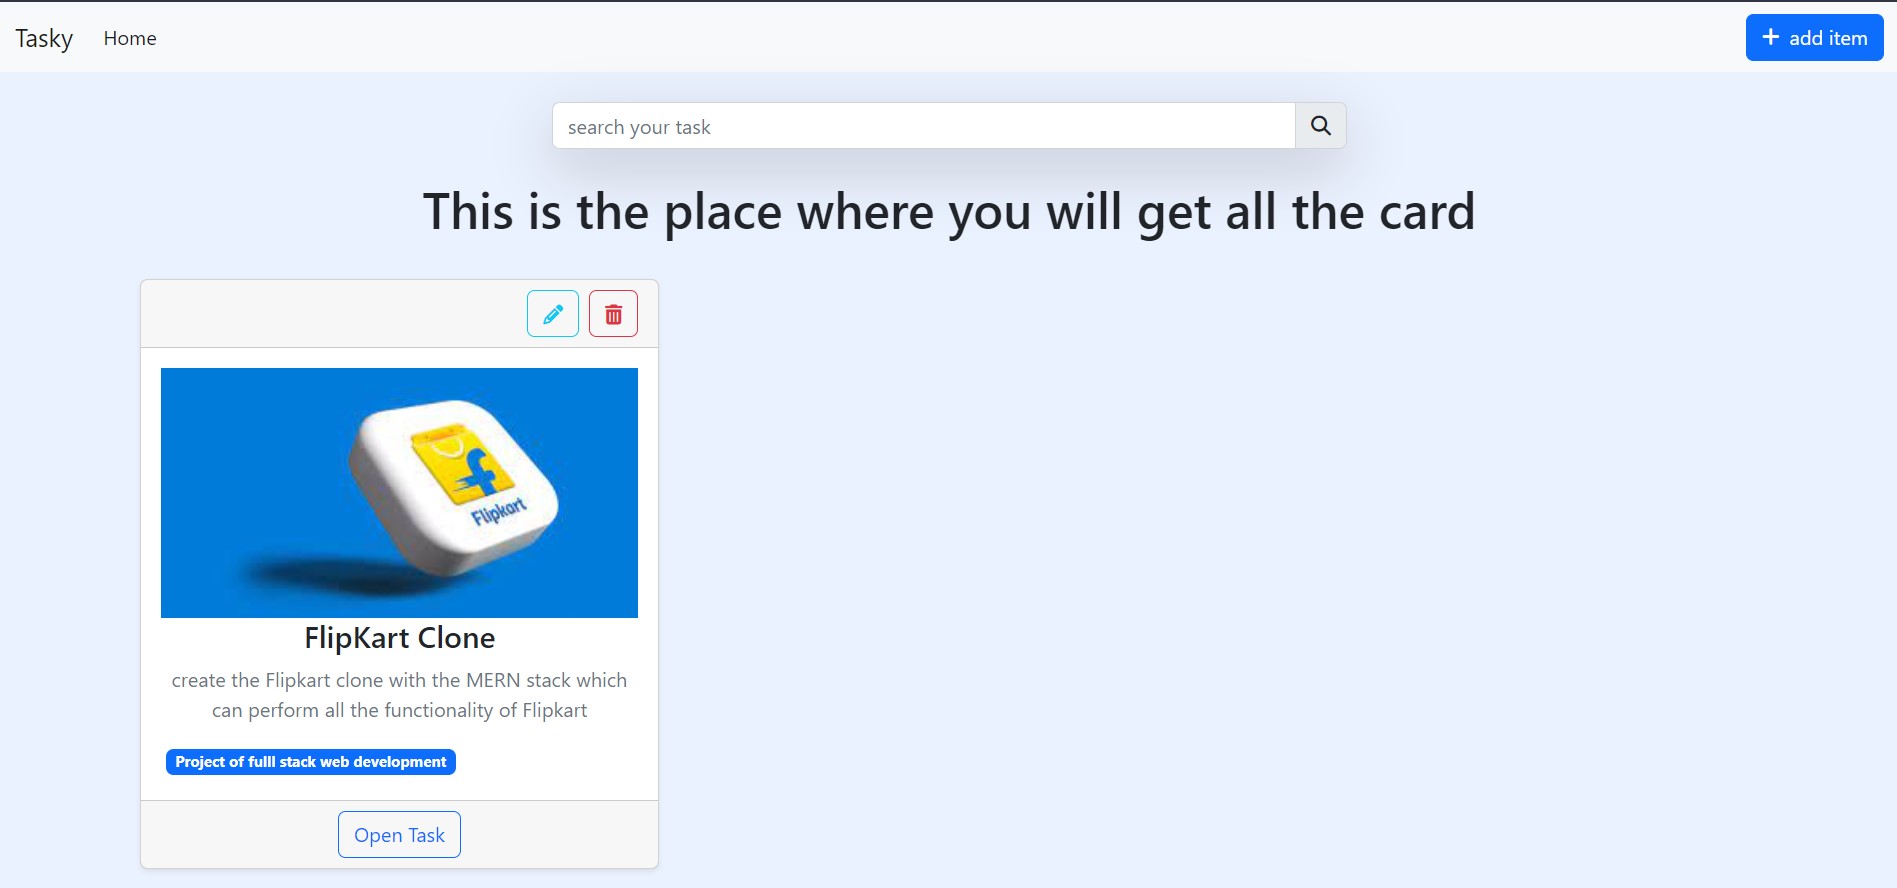 Tasky Home add item
search your task
This is the place where you will get all the card
Flipkart
FlipKart Clone
create the Flipkart clone with the MERN stack which
can perform all the functionality of Flipkart
Project of fulll stack web development
Open Task